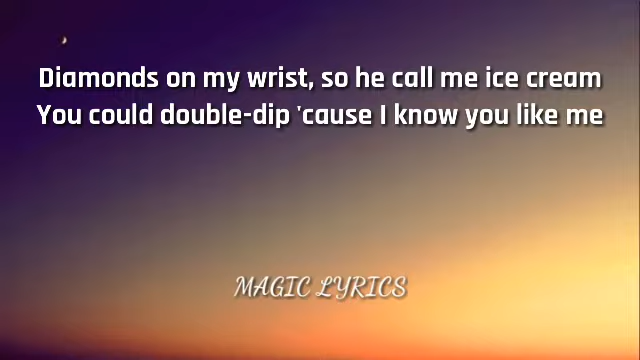 Diamonds on my wrist, so he call me ice cream
You could double-dip 'cause I know you like me
MAGIC LYRICS